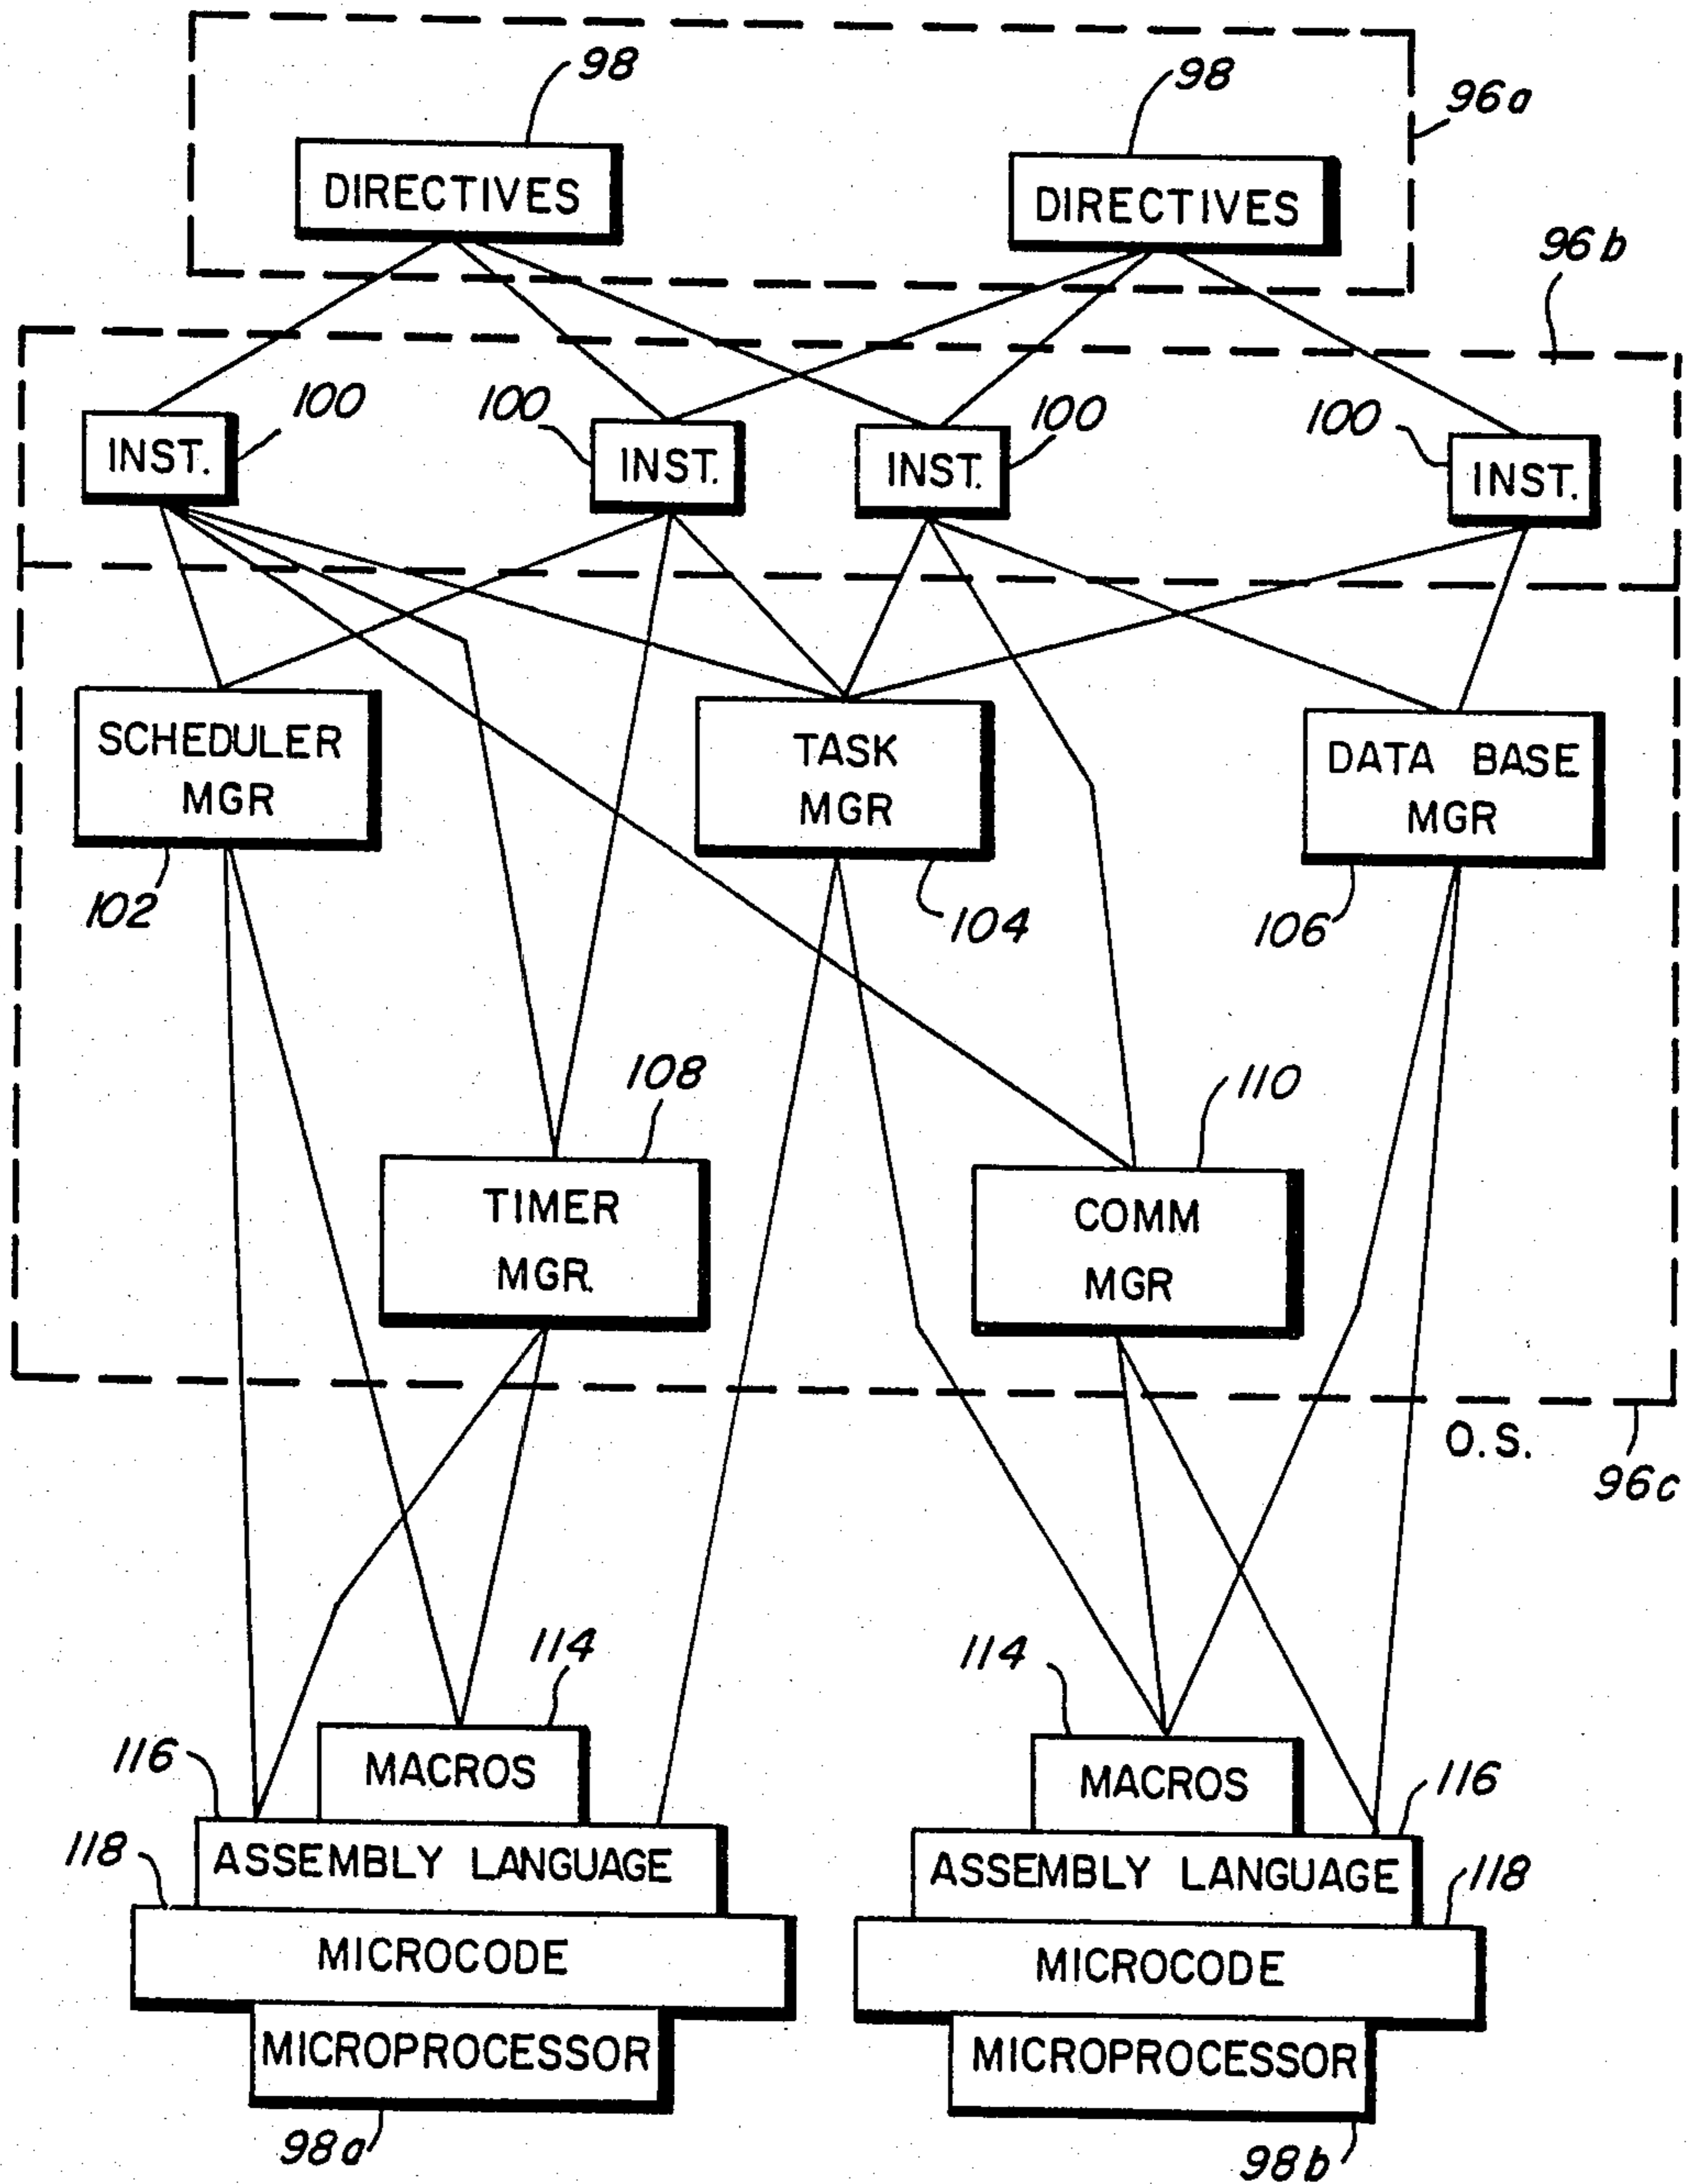 98
98
96a
DIRECTIVES
DIRECTIVES
96b
100
100
100
100
INST.
INST.
INST.
INST.
SCHEDULER
MGR
TASK
MGR
DATA BASE
MGR
102
104
106
108
110
TIMER
MGR.
COMM
MGR
O.S.
96c
114
114
116
MACROS
MACROS
116
118
ASSEMBLY LANGUAGE
ASSEMBLY LANGUAGE
118
MICROCODE
MICROCODE
MICROPROCESSOR
MICROPROCESSOR
98a
98b